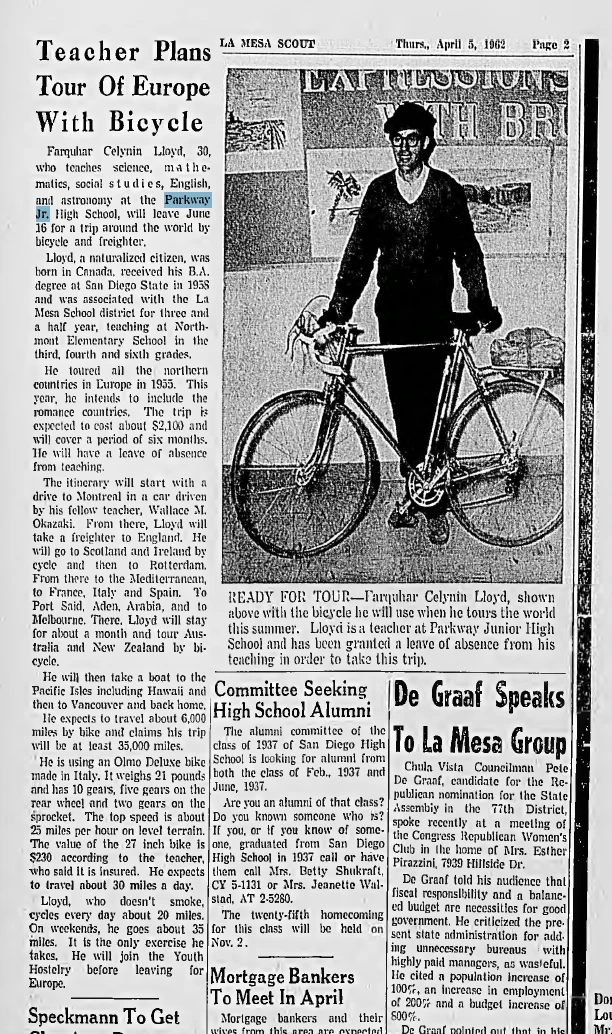 LA MESA SCOUT Thurs., April 5, 1962 Page 2
Teacher Plans
Tour Of Europe
With Bicycle
Farquhar Celynin Lloyd, 30,
who teaches science, mathe-
matics, social studies, English,
and astronomy at the Parkway
Jr. High School, will leave June
16 for a trip around the world by
bicycle and freighter.
Lloyd, a naturalized citizen, was
born in Canada, received his B.A.
degree at San Diego State in 1958
and was associated with the La
Mesa School district for three and
a half year, teaching at North-
mont Elementary School in the
third, fourth and sixth grades.
He toured all the northern
countries in Europe in 1955. This
year, he intends to include the
romance countries. The trip is
expected to cost about $2,100 and
will cover a period of six months.
He will have a leave of absence
from teaching.
The itinerary will start with a
drive to Montreal in a car driven
by his fellow teacher, Wallace M.
Okazaki. From there, Lloyd will
take a freighter to England. He
will go to Scotland and Ireland by
cycle and then to Rotterdam.
From there to the Mediterranean,
to France, Italy and Spain. To
Port Said, Aden, Arabia, and to
Melbourne. There, Lloyd will stay
for about a month and tour Aus-
tralia and New Zealand by bi-
cycle.
He will then take a boat to the
Pacific Isles including Hawaii and
then to Vancouver and back home.
He expects to travel about 6,000
miles by bike and claims his trip
will be at least 35,000 miles.
He is using an Olmo Deluxe bike
made in Italy. It weighs 21 pounds
and has 10 gears, five gears on the
rear wheel and two gears on the
sprocket. The top speed is about
25 miles per hour on level terrain.
The value of the 27 inch bike is
$230 according to the teacher,
who said it is insured. He expects
to travel about 30 miles a day.
Lloyd, who doesn't smoke,
cycles every day about 20 miles.
On weekends, he goes about 35
miles. It is the only exercise he
takes. He will join the Youth
Hostelry before leaving for
Europe.
Speckmann To Get
EXPRESSIONS
WITH BRU
READY FOR TOUR—Farquhar Celynin Lloyd, shown
above with the bicycle he will use when he tours the world
this summer. Lloyd is a teacher at Parkway Junior High
School and has been granted a leave of absence from his
teaching in order to take this trip.
Committee Seeking
High School Alumni
The alumni committee of the
class of 1937 of San Diego High
School is looking for alumni from
both the class of Feb., 1937 and
June, 1937.
Are you an alumni of that class?
Do you known someone who is?
If you, or if you know of some-
one, graduated from San Diego
High School in 1937 call or have
them call Mrs. Betty Shukraft,
CY 5-1131 or Mrs. Jeanette Wal-
stad, AT 2-5280.
The twenty-fifth homecoming
for this class will be held on
Nov. 2.
Mortgage Bankers
To Meet In April
Mortgage bankers and their
wives from this area are expected
De Graaf Speaks
To La Mesa Group
Chula Vista Councilman Pete
De Graaf, candidate for the Re-
publican nomination for the State
Assembly in the 77th District,
spoke recently at a meeting of
the Congress Republican Women's
Club in the home of Mrs. Esther
Pirazzini, 7939 Hillside Dr.
De Graaf told his audience that
fiscal responsibility and a balanc-
ed budget are necessities for good
government. He criticized the pre-
sent state administration for add-
ing unnecessary bureaus with
highly paid managers, as wasteful.
He cited a population increase of
100%, an increase in employment
of 200% and a budget increase of
800%.
De Graaf pointed out that in his